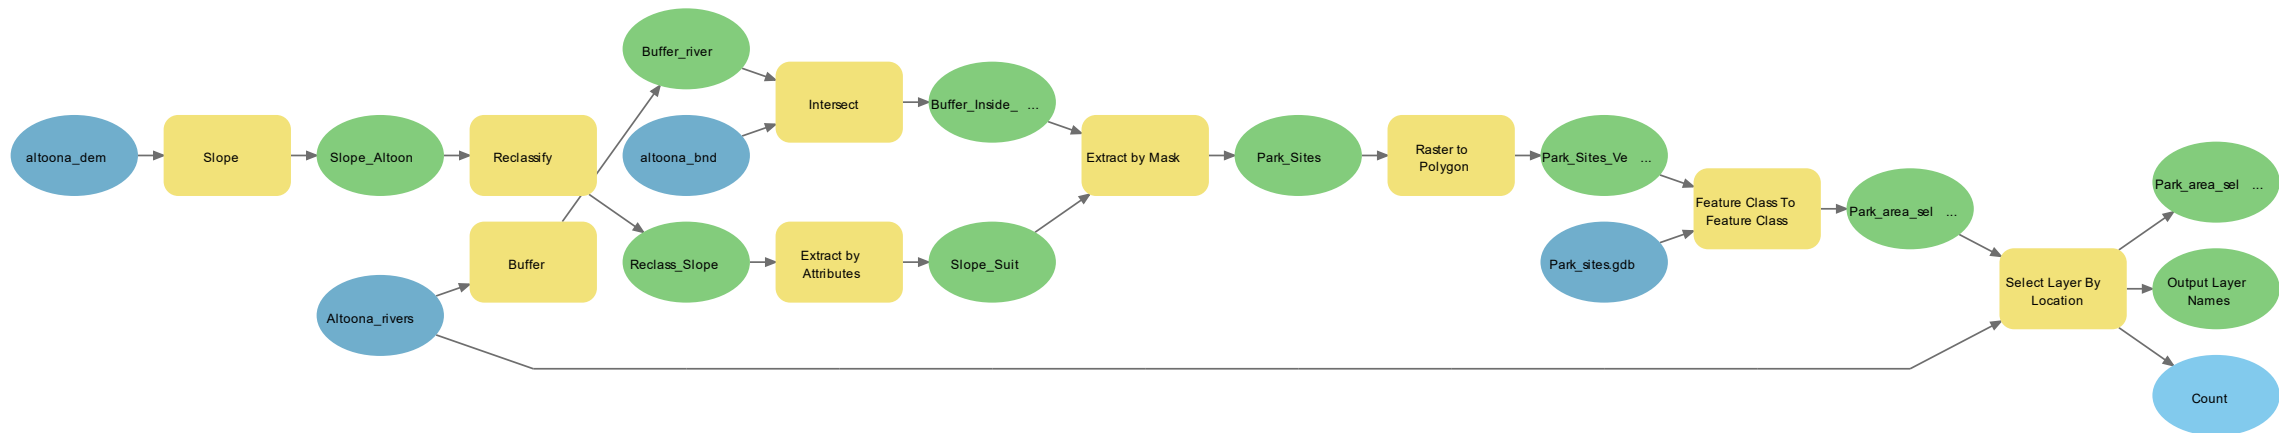 altoona_dem
Slope
Slope_Altoon
Reclassify
Buffer_river
altoona_bnd
Intersect
Buffer_Inside_ ...
Buffer
Altoona_rivers
Reclass_Slope
Extract by
Attributes
Slope_Suit
Extract by Mask
Park_Sites
Raster to
Polygon
Park_Sites_Ve ...
Park_sites.gdb
Feature Class To
Feature Class
Park_area_sel ...
Select Layer By
Location
Park_area_sel ...
Output Layer
Names
Count